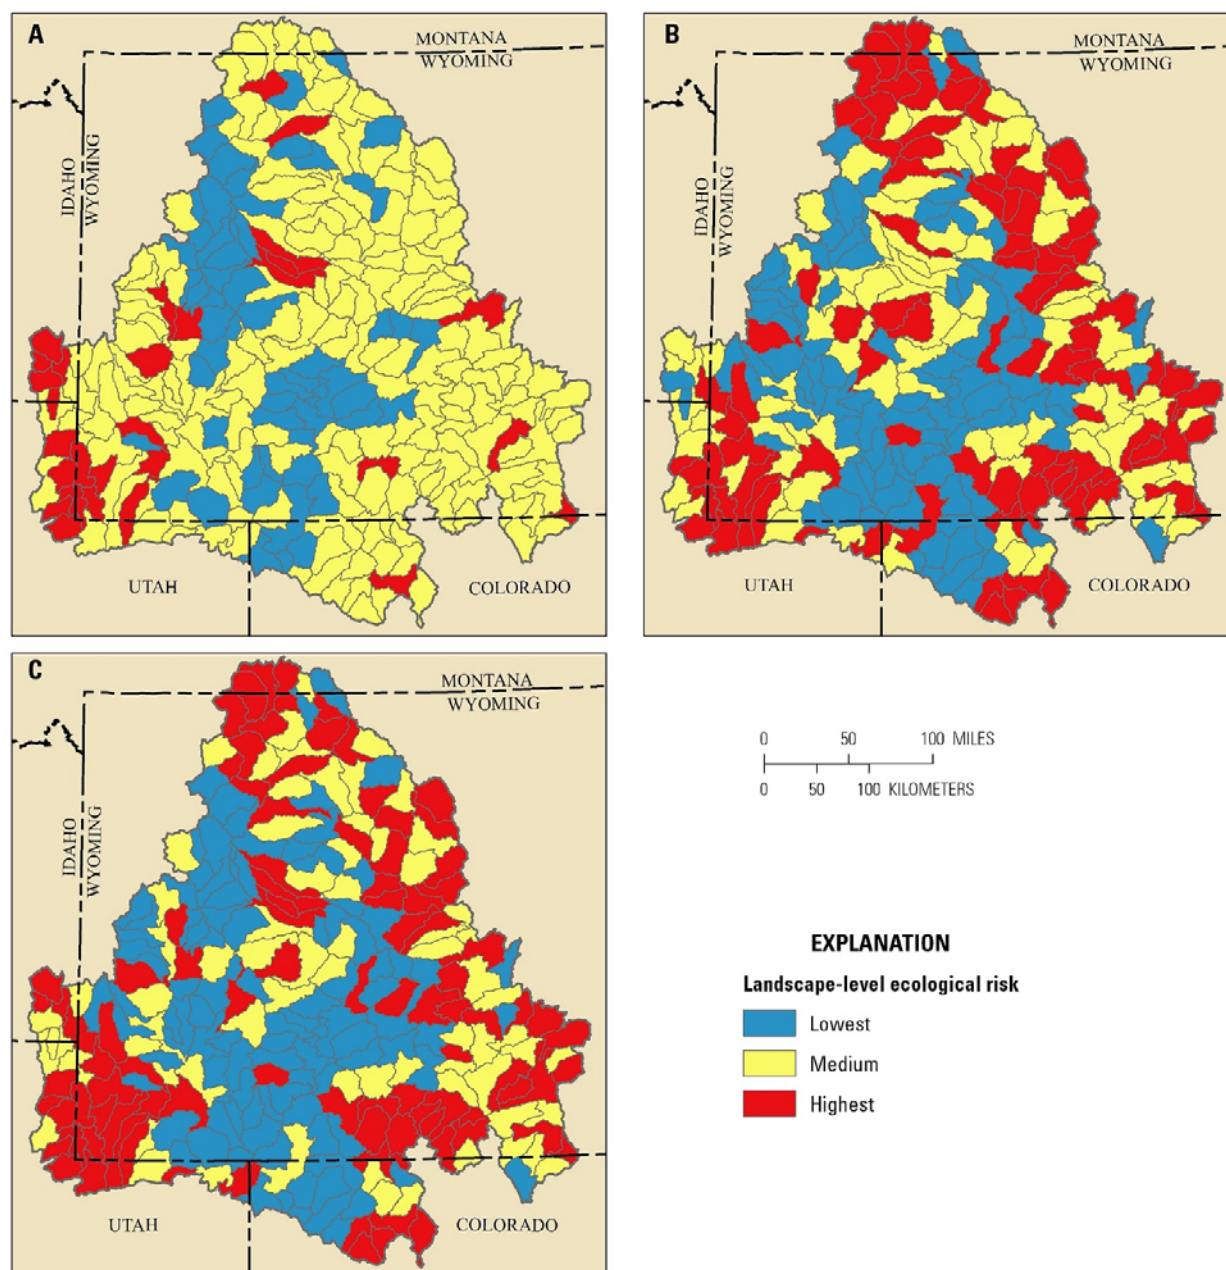 A
MONTANA
WYOMING
IDAHO
WYOMING
UTAH
COLORADO
B
MONTANA
WYOMING
IDAHO
WYOMING
UTAH
COLORADO
C
MONTANA
WYOMING
IDAHO
WYOMING
UTAH
COLORADO
0 50 100 MILES
0 50 100 KILOMETERS
EXPLANATION
Landscape-level ecological risk
Lowest
Medium
Highest